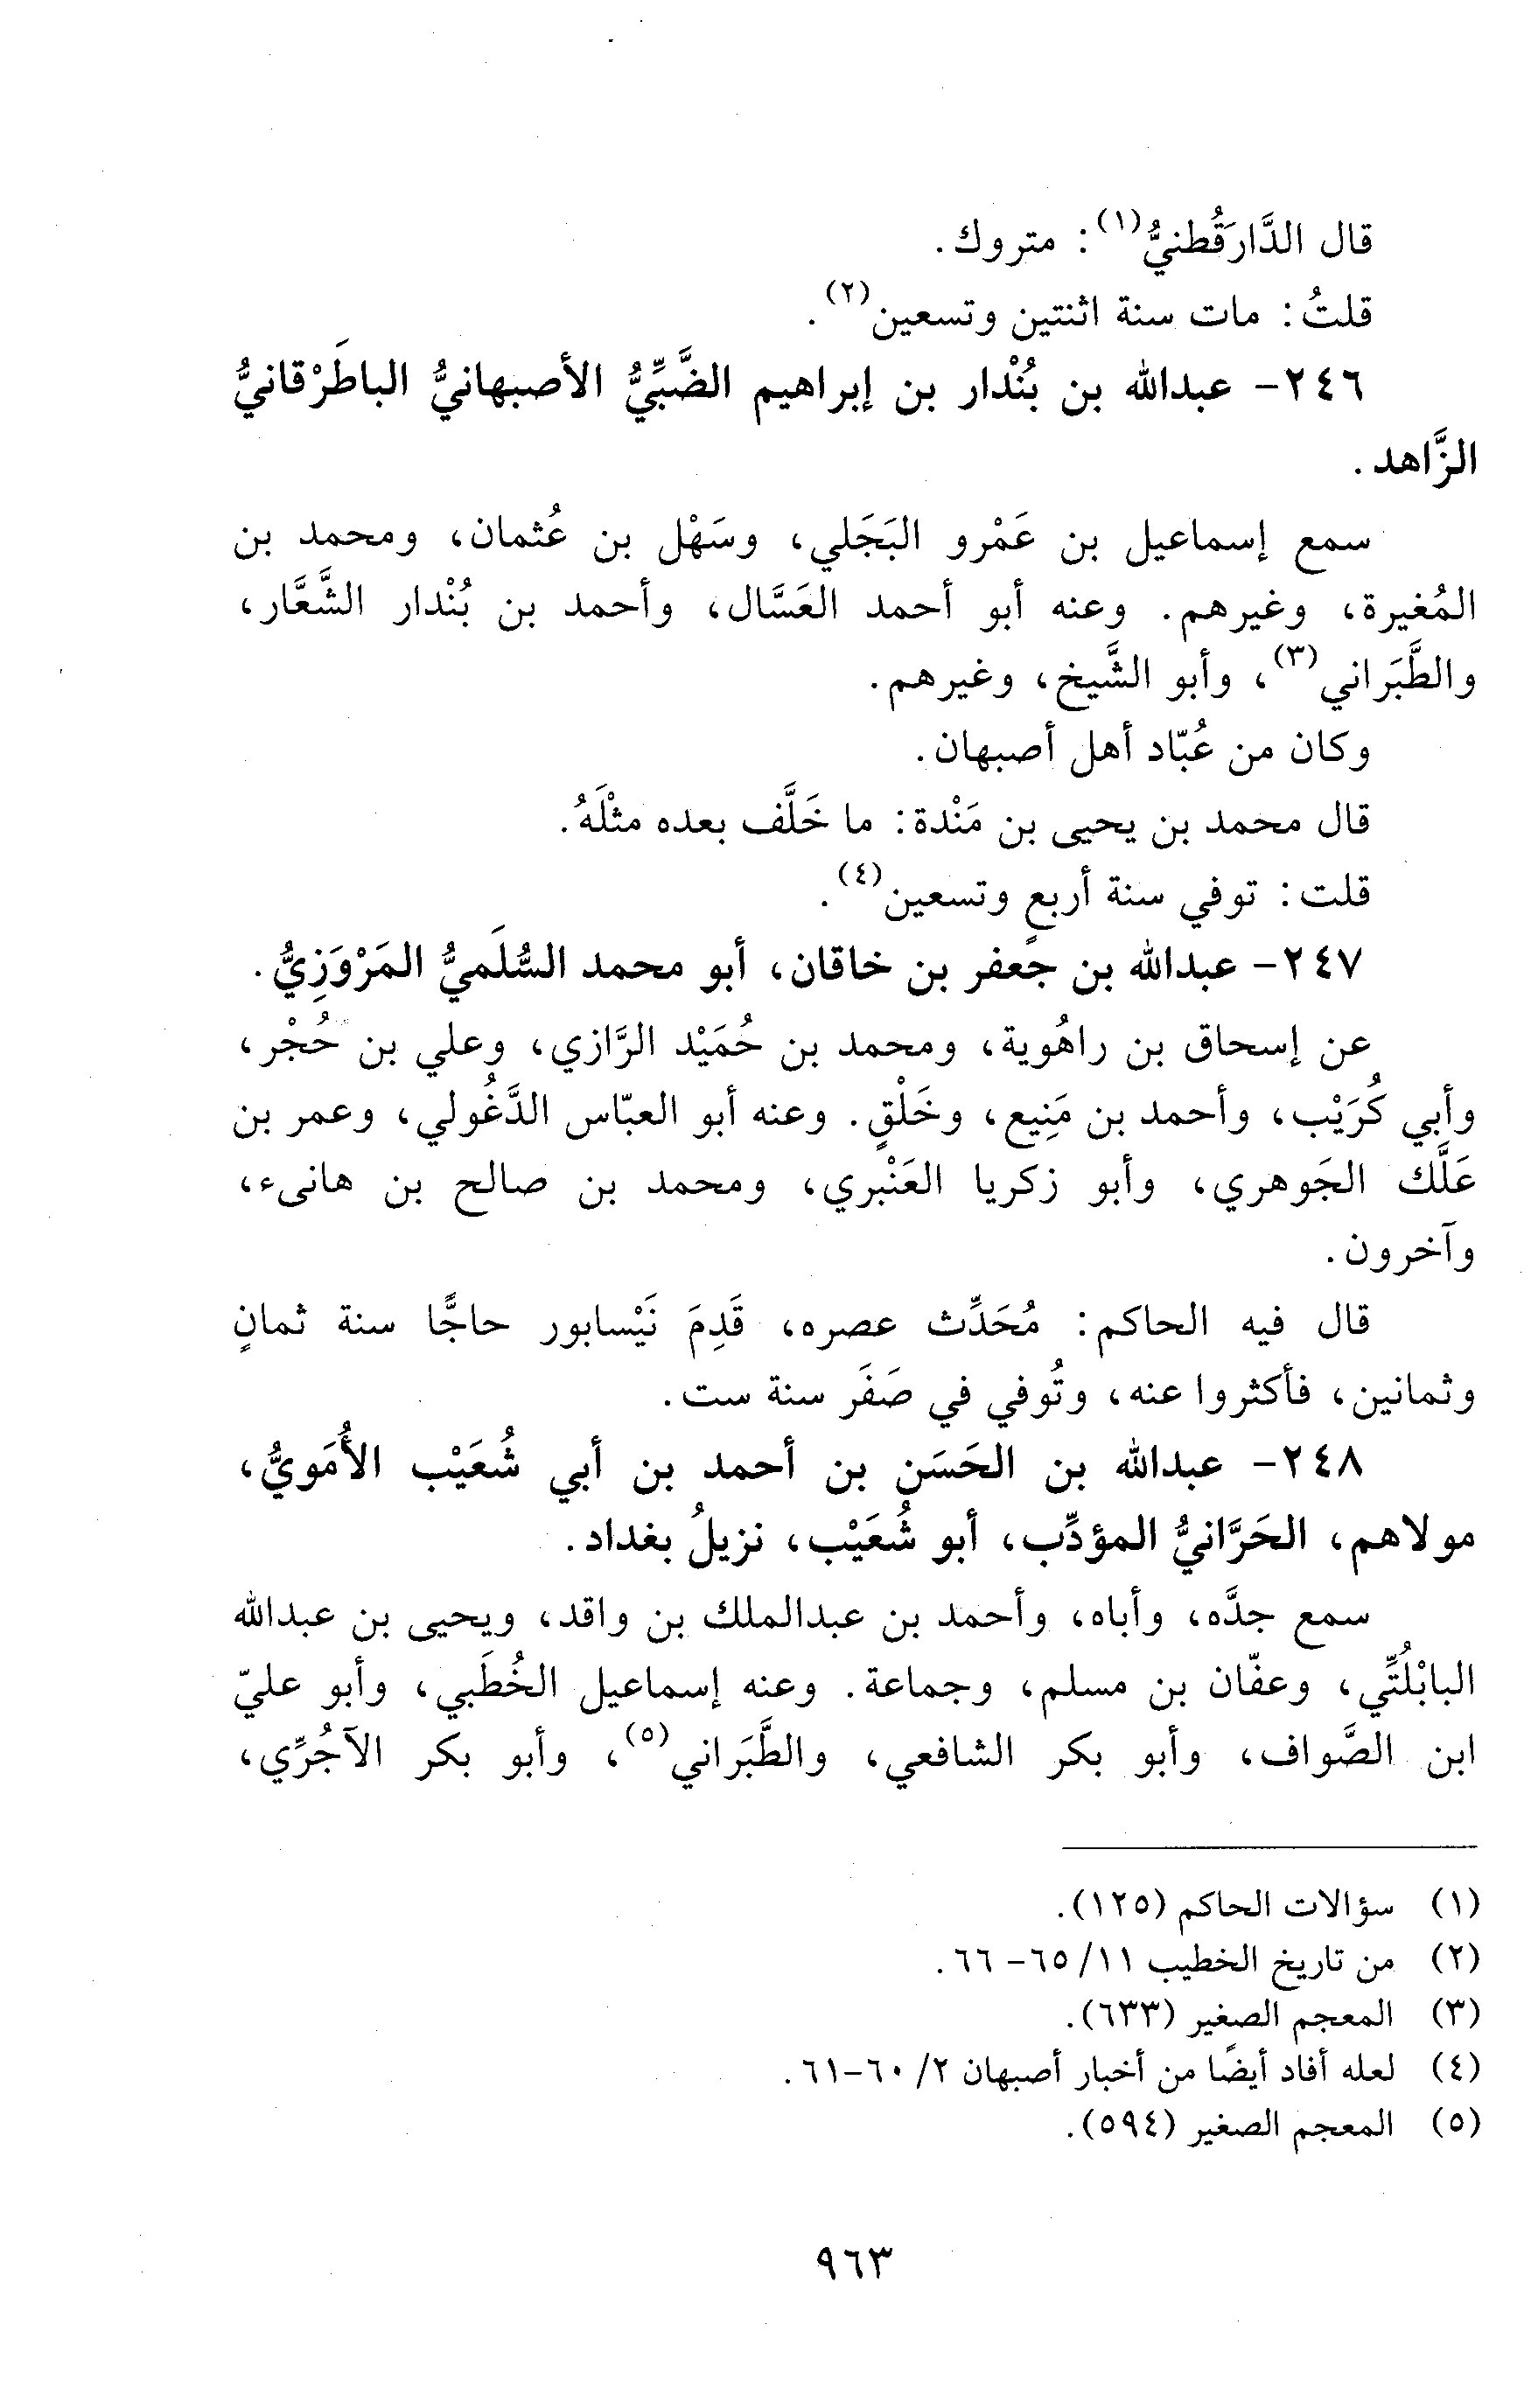 قال الدَّارَقُطنيُّ(١): متروك.
قلتُ: مات سنة اثنتين وتسعين(٢).
٢٤٦- عبدالله بن بُنْدار بن إبراهيم الضَّبِّيُّ الأصبهانيُّ الباطَرْقانيُّ
الزَّاهد.
سمع إسماعيل بن عَمْرو البَجَلي، وسَهْل بن عُثمان، ومحمد بن
المُغيرة، وغيرهم. وعنه أبو أحمد العَسَّال، وأحمد بن بُنْدار الشَّعَّار،
والطَّبَراني(٣)، وأبو الشَّيخ، وغيرهم.
وكان من عُبّاد أهل أصبهان.
قال محمد بن يحيى بن مَنْدة: ما خَلَّف بعده مثْلَهُ.
قلت: توفي سنة أربعٍ وتسعين(٤).
٢٤٧- عبدالله بن جعفر بن خاقان، أبو محمد السُّلَميُّ المَرْوَزِيُّ.
عن إسحاق بن راهُوية، ومحمد بن حُمَيْد الرَّازي، وعلي بن حُجْر،
وأبي كُرَيْب، وأحمد بن مَنِيع، وخَلْقٍ. وعنه أبو العبّاس الدَّغُولي، وعمر بن
عَلَّك الجَوهري، وأبو زكريا العَنْبري، ومحمد بن صالح بن هانىء،
وآخرون.
قال فيه الحاكم: مُحَدِّث عصره، قَدِمَ نَيْسابور حاجًّا سنة ثمانٍ
وثمانين، فأكثروا عنه، وتُوفي في صَفَر سنة ست.
٢٤٨- عبدالله بن الحَسَن بن أحمد بن أبي شُعَيْب الأُمَويُّ،
مولاهم، الحَرَّانيُّ المؤدِّب، أبو شُعَيْب، نزيلُ بغداد.
سمع جدَّه، وأباه، وأحمد بن عبدالملك بن واقد، ويحيى بن عبدالله
البابْلُتِّي، وعفّان بن مسلم، وجماعة. وعنه إسماعيل الخُطَبي، وأبو عليّ
ابن الصَّواف، وأبو بكر الشافعي، والطَّبَراني(٥)، وأبو بكر الآجُرِّي،
(١) سؤالات الحاكم (١٢٥).
(٢) من تاريخ الخطيب ١١/ ٦٥- ٦٦.
(٣) المعجم الصغير (٦٣٣).
(٤) لعله أفاد أيضًا من أخبار أصبهان ٢/ ٦٠-٦١.
(٥) المعجم الصغير (٥٩٤).
٩٦٣